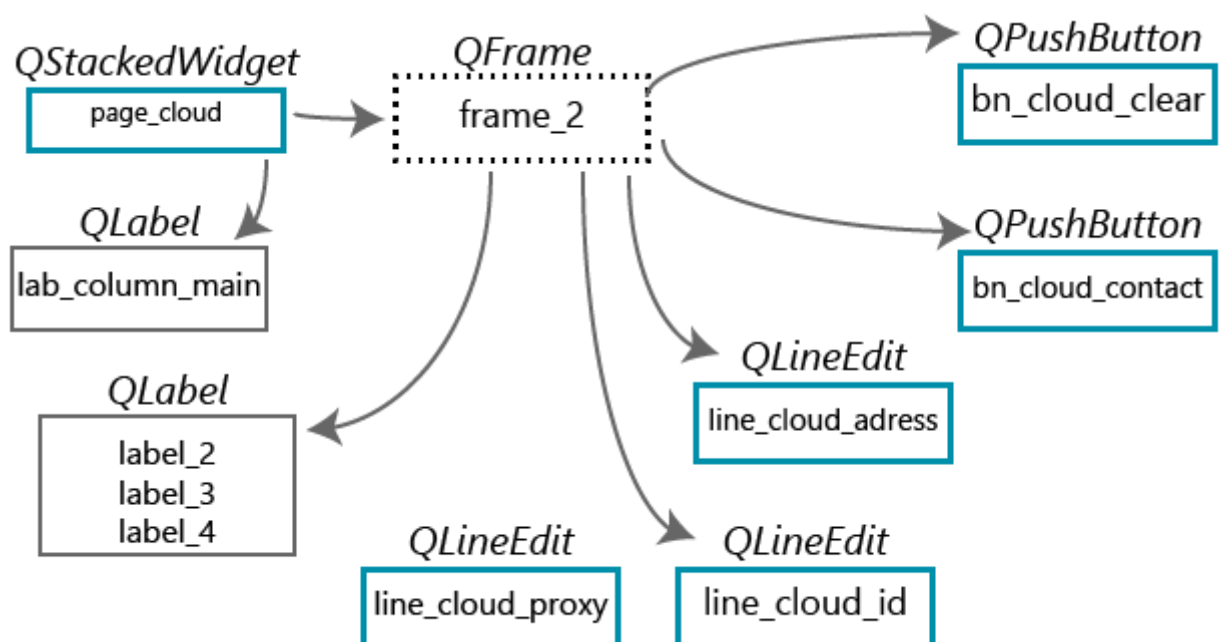 QStackedWidget
page_cloud
QFrame
frame_2
QPushButton
bn_cloud_clear
QLabel
lab_column_main
QPushButton
bn_cloud_contact
QLabel
label_2
label_3
label_4
QLineEdit
line_cloud_adress
QLineEdit
line_cloud_proxy
QLineEdit
line_cloud_id